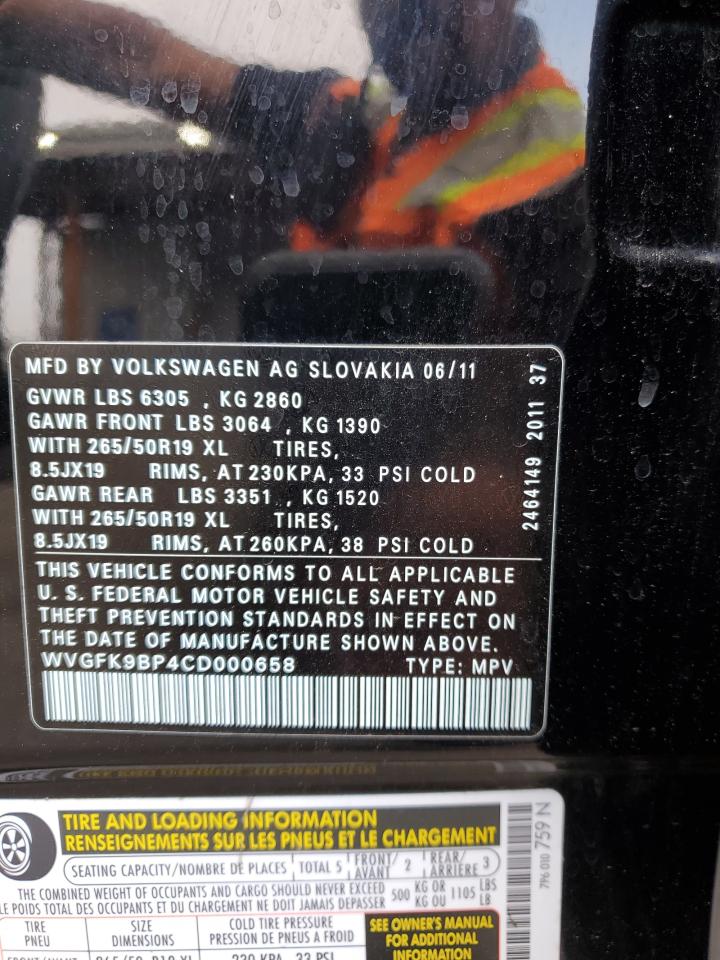 MFD BY VOLKSWAGEN AG SLOVAKIA 06/11
GVWR LBS 6305 , KG 2860
GAWR FRONT LBS 3064 , KG 1390
WITH 265/50R19 XL TIRES,
8.5JX19 RIMS, AT 230KPA, 33 PSI COLD
GAWR REAR LBS 3351 , KG 1520
WITH 265/50R19 XL TIRES,
8.5JX19 RIMS, AT 260KPA, 38 PSI COLD
2464149 2011 37
THIS VEHICLE CONFORMS TO ALL APPLICABLE
U. S. FEDERAL MOTOR VEHICLE SAFETY AND
THEFT PREVENTION STANDARDS IN EFFECT ON
THE DATE OF MANUFACTURE SHOWN ABOVE.
WVGFK9BP4CD000658 TYPE: MPV
TIRE AND LOADING INFORMATION
RENSEIGNEMENTS SUR LES PNEUS ET LE CHARGEMENT
SEATING CAPACITY/NOMBRE DE PLACES TOTAL 5 FRONT/AVANT 2 REAR/ARRIÈRE 3
THE COMBINED WEIGHT OF OCCUPANTS AND CARGO SHOULD NEVER EXCEED 500 KG OR 1105 LBS
LE POIDS TOTAL DES OCCUPANTS ET DU CHARGEMENT NE DOIT JAMAIS DEPASSER KG OU LB
TIRE SIZE COLD TIRE PRESSURE
PNEU DIMENSIONS PRESSION DE PNEUS A FROID
SEE OWNER'S MANUAL
FOR ADDITIONAL
INFORMATION
230 KPA, 33 PSI
7P6 010 759 N